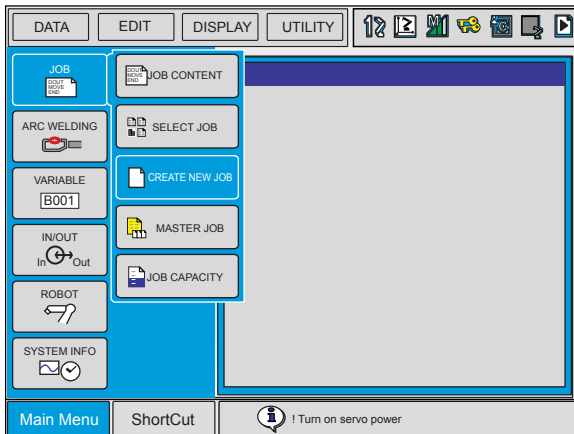 DATA
EDIT
DISPLAY
UTILITY
JOB
DOUT
MOVE
END
ARC WELDING
VARIABLE
B001
IN/OUT
In
Out
ROBOT
SYSTEM INFO
DOUT
MOVE
END
JOB CONTENT
SELECT JOB
CREATE NEW JOB
MASTER JOB
JOB CAPACITY
Main Menu
ShortCut
! Turn on servo power